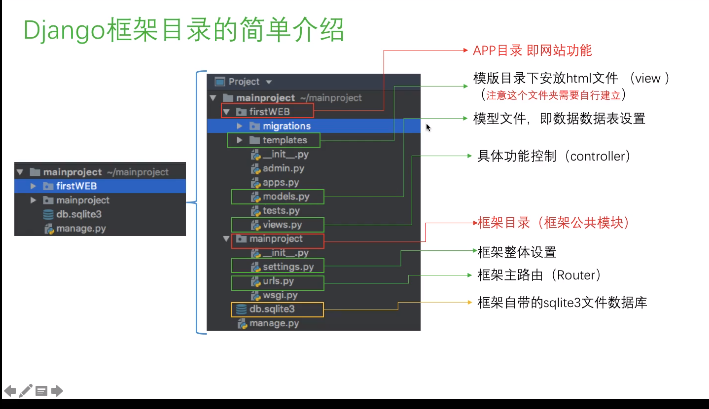 Django框架目录的简单介绍
APP目录 即网站功能
模版目录下安放html文件 （view ）
（注意这个文件夹需要自行建立）
模型文件，即数据数据表设置
具体功能控制（controller）
框架目录（框架公共模块）
框架整体设置
框架主路由（Router）
框架自带的sqlite3文件数据库
mainproject ~/mainproject
firstWEB
mainproject
db.sqlite3
manage.py
Project
mainproject ~/mainproject
firstWEB
migrations
templates
__init__.py
admin.py
apps.py
models.py
tests.py
views.py
mainproject
__init__.py
settings.py
urls.py
wsgi.py
db.sqlite3
manage.py